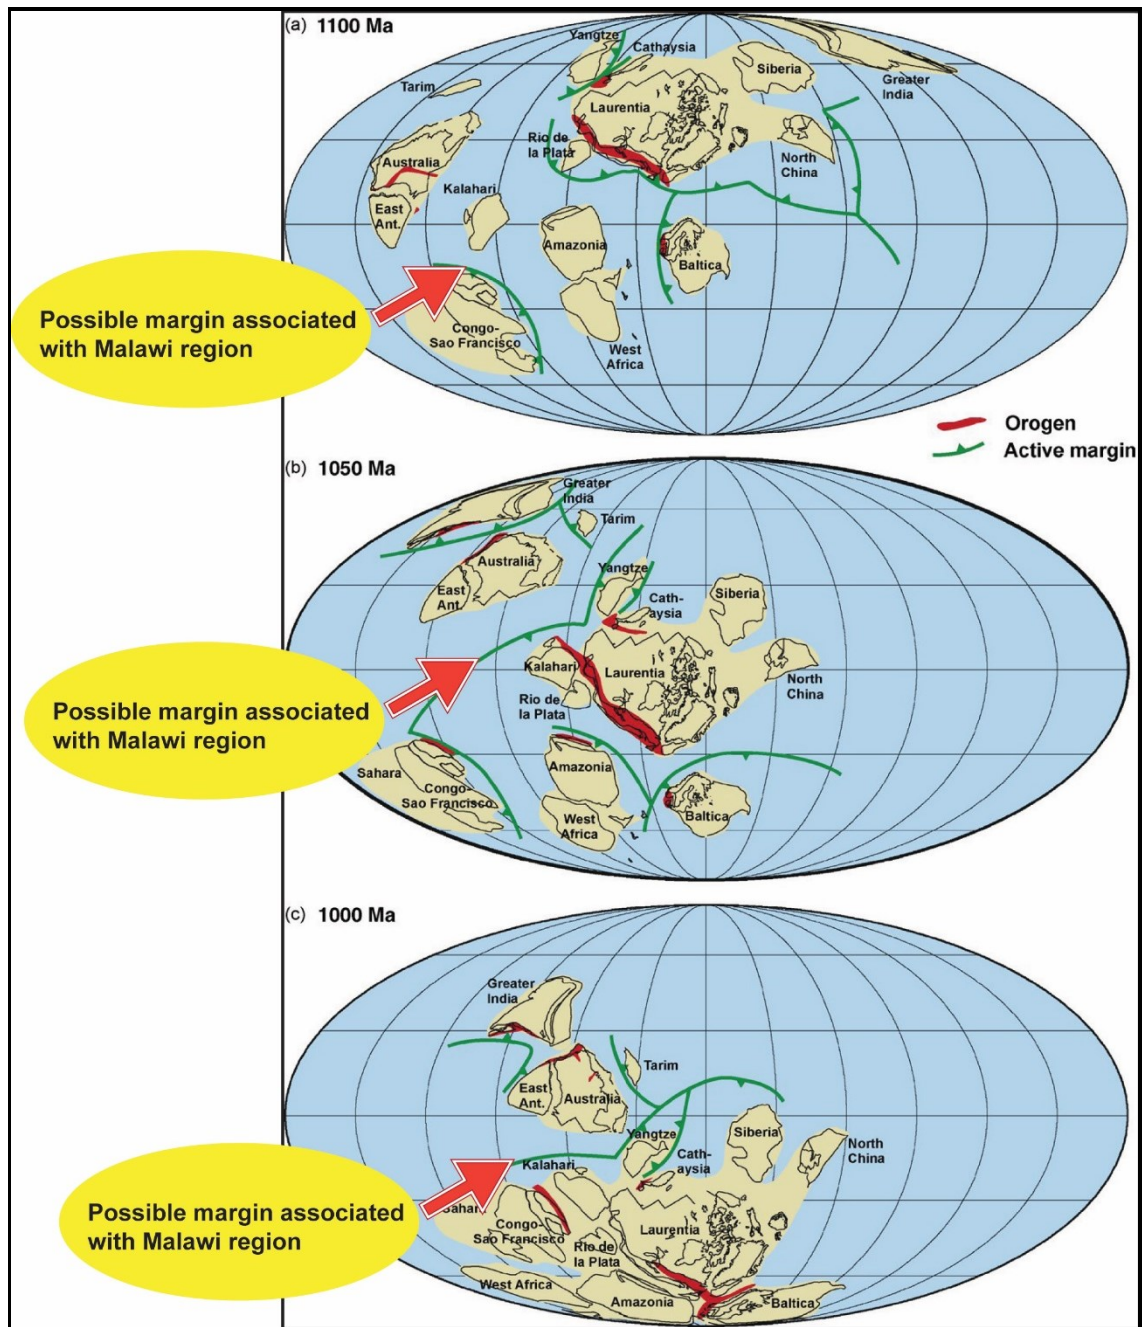 (a) 1100 Ma
Yangtze
Cathaysia
Siberia
Greater
India
Tarim
Laurentia
Rio de
la Plata
North
China
Australia
Kalahari
East
Ant.
Amazonia
Baltica
Possible margin associated
with Malawi region
Congo-
Sao Francisco
West
Africa
Orogen
Active margin
(b) 1050 Ma
Greater
India
Tarim
Australia
Yangtze
East
Ant.
Cath-
aysia
Siberia
Kalahari
Laurentia
North
China
Rio de
la Plata
Possible margin associated
with Malawi region
Sahara
Congo-
Sao Francisco
Amazonia
West
Africa
Baltica
(c) 1000 Ma
Greater
India
Tarim
East
Ant.
Australia
Yangtze
Siberia
North
China
Kalahari
Cath-
aysia
Possible margin associated
with Malawi region
Sahar
Congo-
Sao Francisco
Rio de
la Plata
Laurentia
West Africa
Amazonia
Baltica